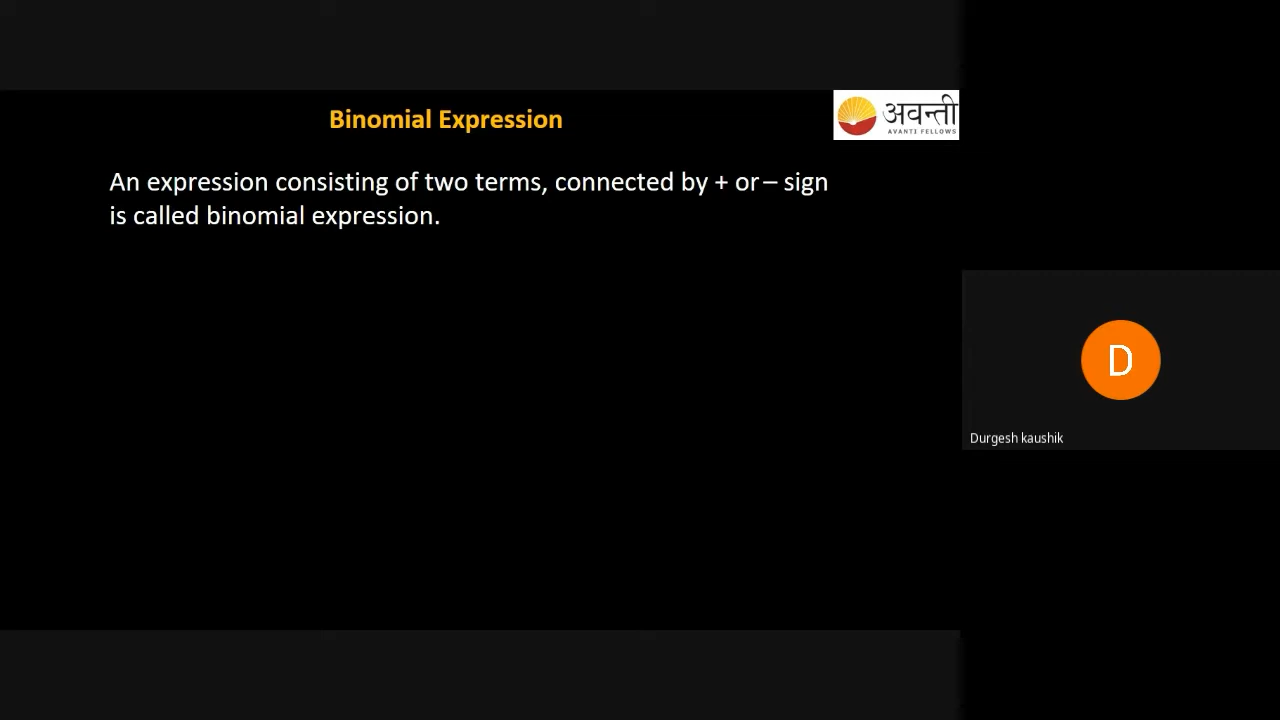 Binomial Expression
अवन्ती
AVANTI FELLOWS
An expression consisting of two terms, connected by + or – sign
is called binomial expression.
D
Durgesh kaushik